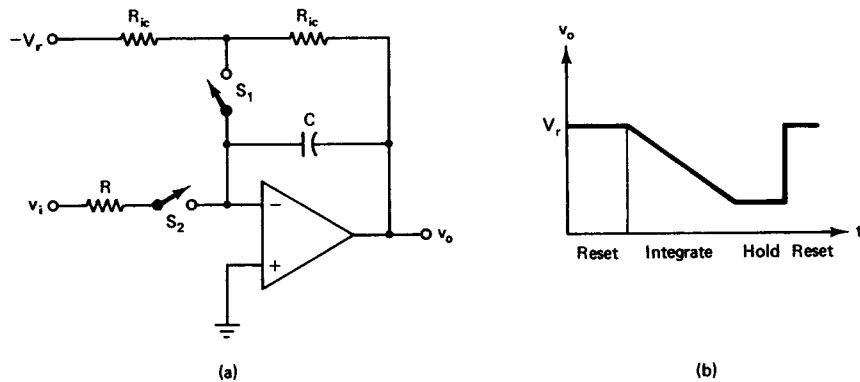 R_ic
R_ic
−V_r
S_1
C
R
v_i
S_2
−
+
v_o
(a)
v_o
V_r
t
Reset Integrate Hold Reset
(b)